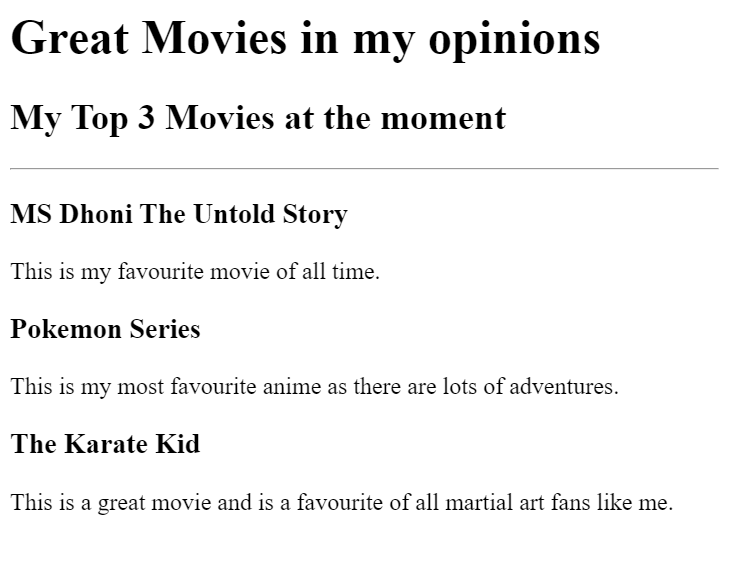 Great Movies in my opinions
My Top 3 Movies at the moment
MS Dhoni The Untold Story
This is my favourite movie of all time.
Pokemon Series
This is my most favourite anime as there are lots of adventures.
The Karate Kid
This is a great movie and is a favourite of all martial art fans like me.